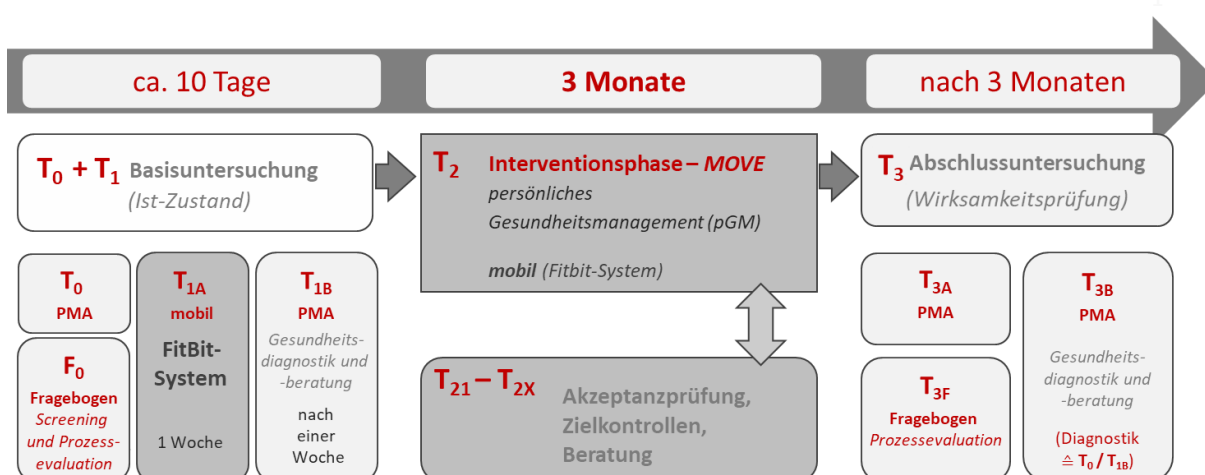 ca. 10 Tage
3 Monate
nach 3 Monaten
T0 + T1 Basisuntersuchung
(Ist-Zustand)
T2 Interventionsphase – MOVE
persönliches
Gesundheitsmanagement (pGM)
mobil (Fitbit-System)
T3 Abschlussuntersuchung
(Wirksamkeitsprüfung)
T0
PMA
F0
Fragebogen
Screening
und Prozess-
evaluation
T1A
mobil
FitBit-
System
1 Woche
T1B
PMA
Gesundheits-
diagnostik und
-beratung
nach
einer
Woche
T21 – T2X
Akzeptanzprüfung,
Zielkontrollen,
Beratung
T3A
PMA
T3F
Fragebogen
Prozessevaluation
T3B
PMA
Gesundheits-
diagnostik und
-beratung
(Diagnostik
≙ T0 / T1B)